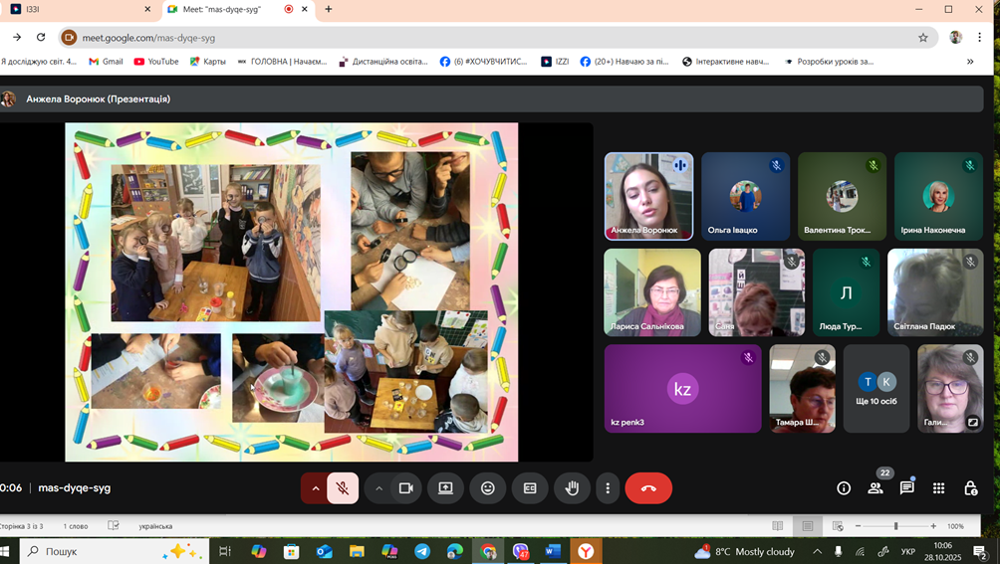 ІЗЗІ
Meet: "mas-dyqe-syg"
meet.google.com/mas-dyqe-syg
Я досліджую світ. 4...
Gmail
YouTube
Карты
ГОЛОВНА | Начаєм...
Дистанційна освіта...
(6) #ХОЧУВЧИТИС...
IZZI
(20+) Навчаю за пі...
Інтерактивне навч...
Розробки уроків за...
Анжела Воронюк (Презентація)
Анжела Воронюк
Ольга Івацко
Валентина Трок...
Ірина Наконечна
Лариса Сальнікова
Саня
Л
Люда Тур...
Світлана Падюк
kz
kz penk3
Тамара Ш...
Т К
Ще 10 осіб
Гали...
22
0:06 | mas-dyqe-syg
торінка 3 із 3
1 слово
українська
100%
Пошук
47
8°C Mostly cloudy
УКР
10:06
28.10.2025
2